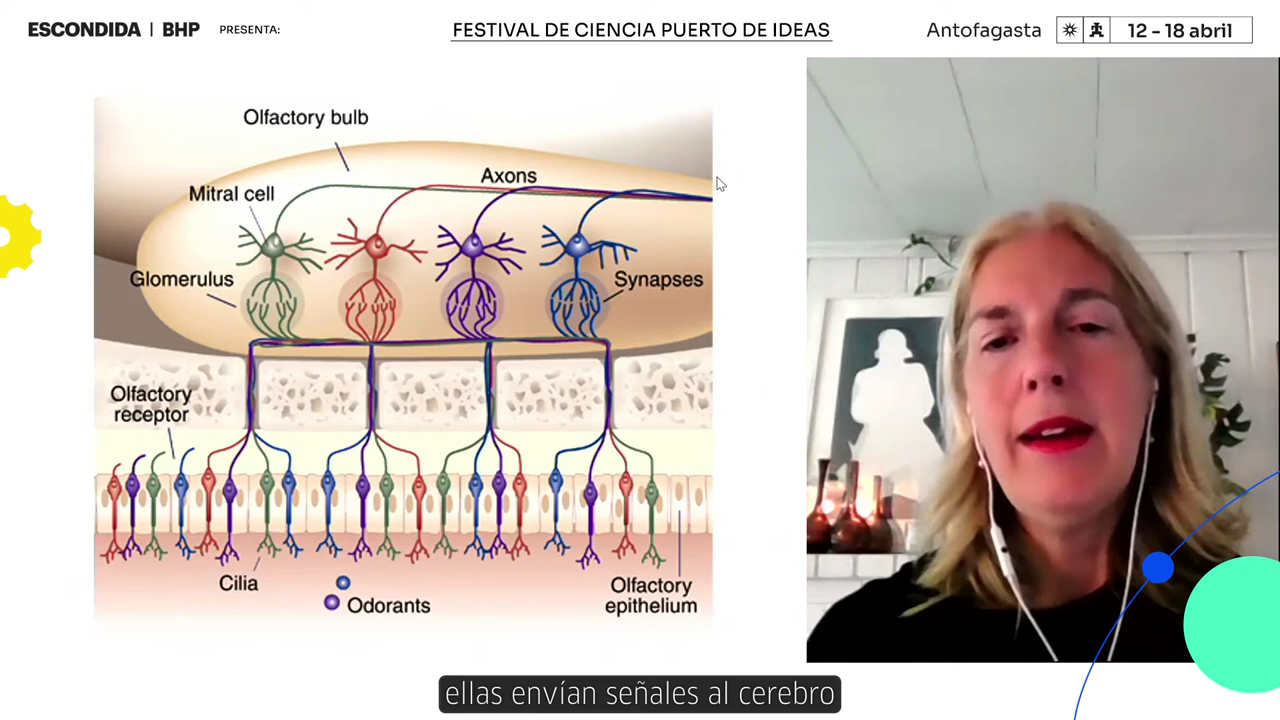 ESCONDIDA | BHP PRESENTA:
FESTIVAL DE CIENCIA PUERTO DE IDEAS
Antofagasta
12 - 18 abril
Olfactory bulb
Axons
Mitral cell
Glomerulus
Synapses
Olfactory
receptor
Cilia
Odorants
Olfactory
epithelium
ellas envían señales al cerebro